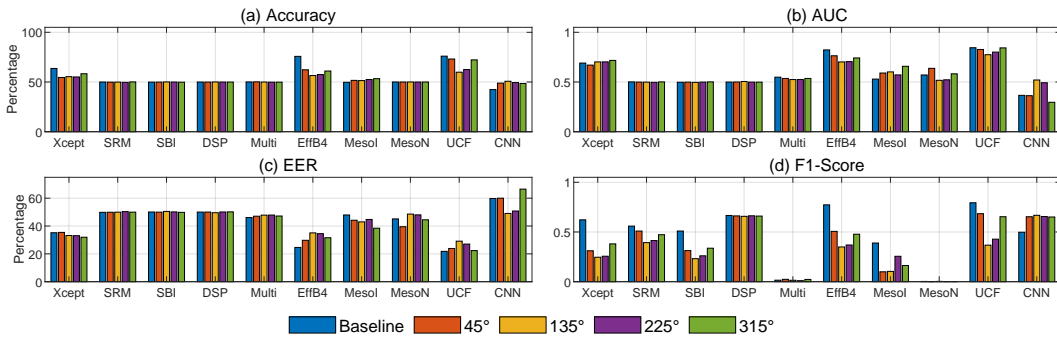 (a) Accuracy
(b) AUC
Percentage
100
50
0
1
0.5
0
Xcept SRM SBI DSP Multi EffB4 MesoI MesoN UCF CNN
Xcept SRM SBI DSP Multi EffB4 MesoI MesoN UCF CNN
(c) EER
(d) F1-Score
Percentage
60
40
20
0
1
0.5
0
Xcept SRM SBI DSP Multi EffB4 MesoI MesoN UCF CNN
Xcept SRM SBI DSP Multi EffB4 MesoI MesoN UCF CNN
Baseline 45° 135° 225° 315°